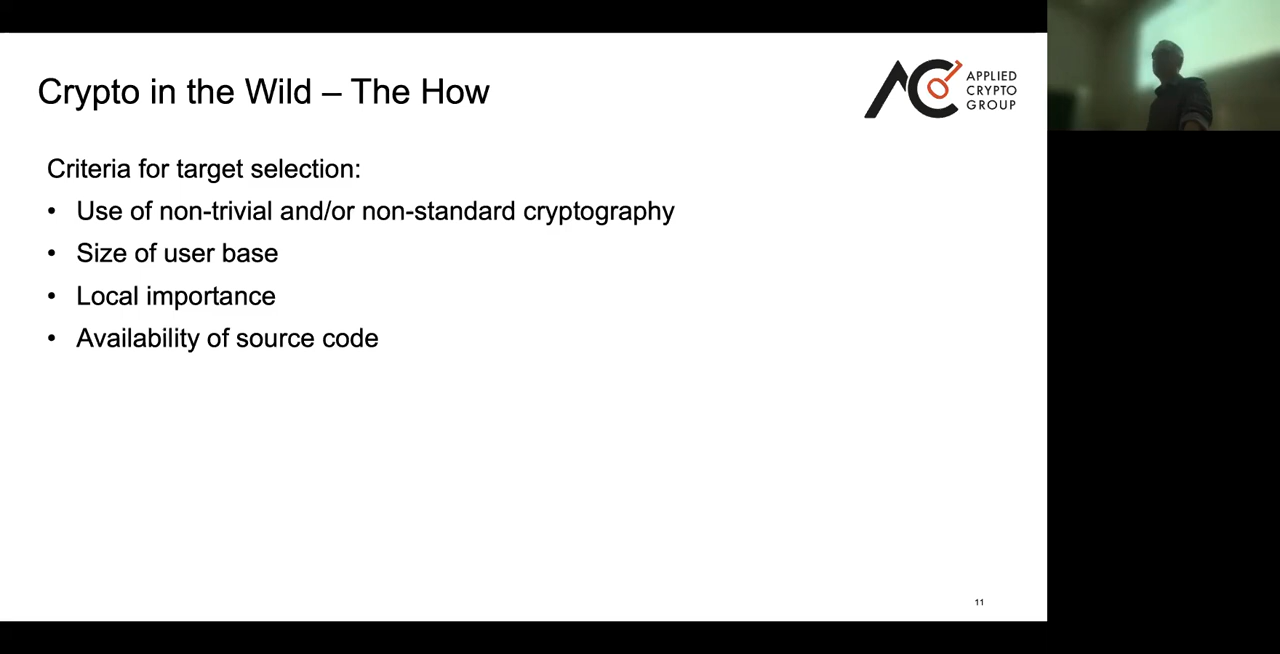 Crypto in the Wild – The How
APPLIED
CRYPTO
GROUP
Criteria for target selection:
• Use of non-trivial and/or non-standard cryptography
• Size of user base
• Local importance
• Availability of source code
11